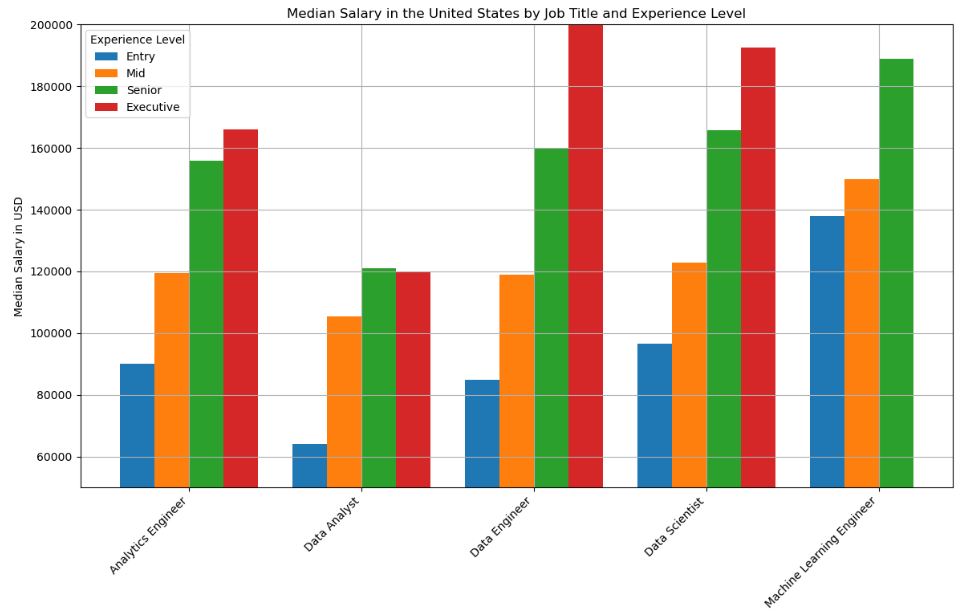 Median Salary in the United States by Job Title and Experience Level
Experience Level
Entry
Mid
Senior
Executive
200000
180000
160000
140000
120000
100000
80000
60000
Median Salary in USD
Analytics Engineer
Data Analyst
Data Engineer
Data Scientist
Machine Learning Engineer